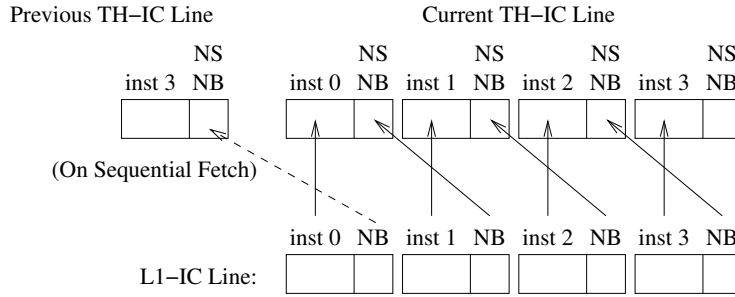 Previous TH−IC Line Current TH−IC Line
NS NS NS NS NS
inst 3 NB inst 0 NB inst 1 NB inst 2 NB inst 3 NB
(On Sequential Fetch)
inst 0 NB inst 1 NB inst 2 NB inst 3 NB
L1−IC Line: